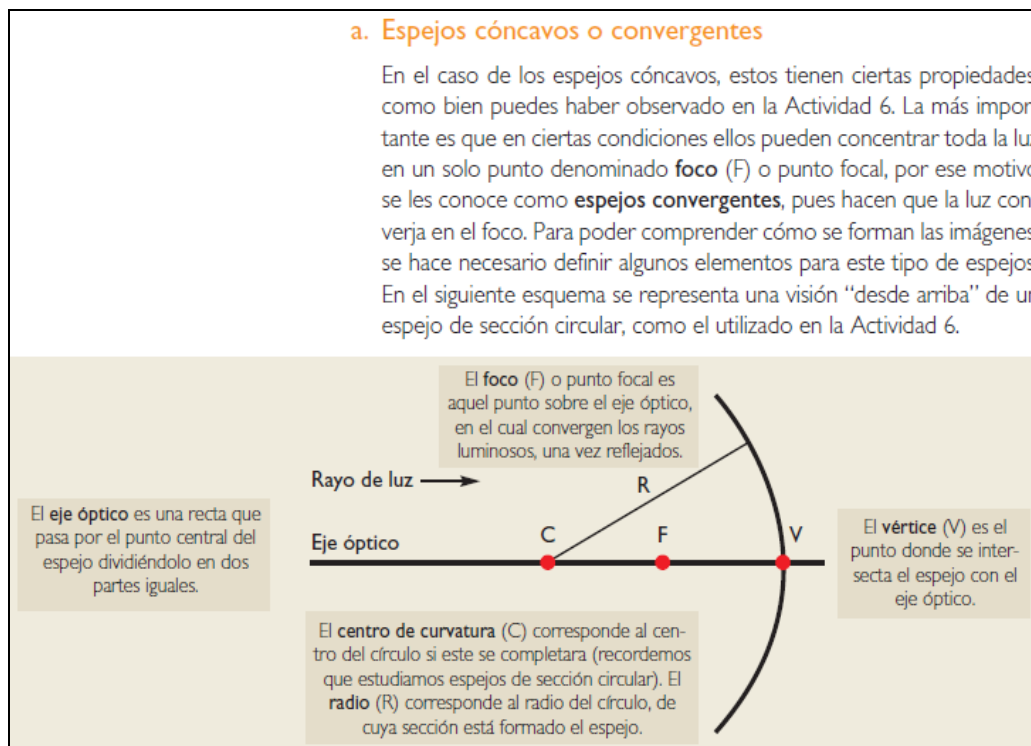 a. Espejos cóncavos o convergentes
En el caso de los espejos cóncavos, estos tienen ciertas propiedades
como bien puedes haber observado en la Actividad 6. La más impor
tante es que en ciertas condiciones ellos pueden concentrar toda la lu
en un solo punto denominado foco (F) o punto focal, por ese motivo
se les conoce como espejos convergentes, pues hacen que la luz con
verja en el foco. Para poder comprender cómo se forman las imágenes
se hace necesario definir algunos elementos para este tipo de espejos
En el siguiente esquema se representa una visión “desde arriba” de u
espejo de sección circular, como el utilizado en la Actividad 6.
El foco (F) o punto focal es
aquel punto sobre el eje óptico,
en el cual convergen los rayos
luminosos, una vez reflejados.
Rayo de luz
R
El eje óptico es una recta que
pasa por el punto central del
espejo dividiéndolo en dos
partes iguales.
Eje óptico
C
F
V
El vértice (V) es el
punto donde se inter-
secta el espejo con el
eje óptico.
El centro de curvatura (C) corresponde al cen-
tro del círculo si este se completara (recordemos
que estudiamos espejos de sección circular). El
radio (R) corresponde al radio del círculo, de
cuya sección está formado el espejo.